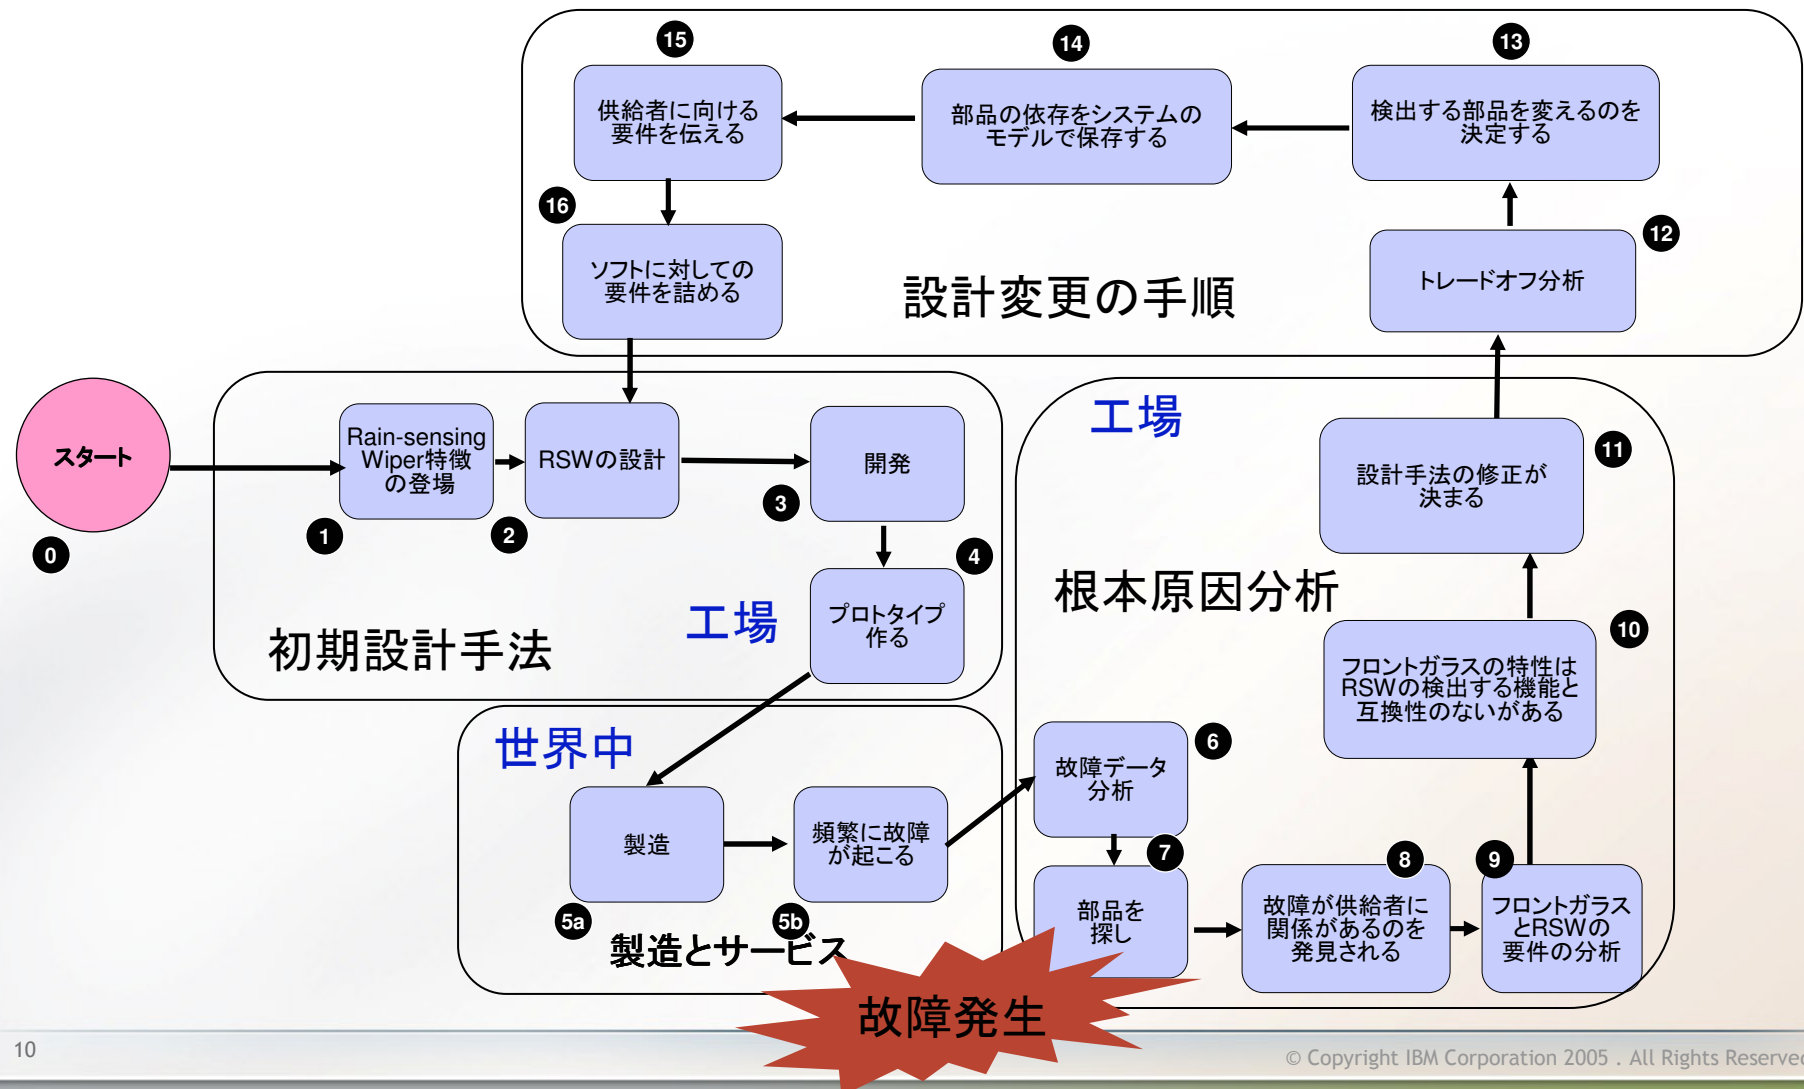 15
供給者に向ける
要件を伝える
14
部品の依存をシステムの
モデルで保存する
13
検出する部品を変えるのを
決定する
16
ソフトに対しての
要件を詰める
設計変更の手順
12
トレードオフ分析
スタート
0
Rain-sensing
Wiper特徴
の登場
1
2
RSWの設計
3
開発
4
プロトタイプ
作る
工場
初期設計手法
世界中
製造
5a
頻繁に故障
が起こる
5b
製造とサービス
工場
根本原因分析
設計手法の修正が
決まる
11
フロントガラスの特性は
RSWの検出する機能と
互換性のないがある
10
故障データ
分析
6
7
部品を
探し
8
故障が供給者に
関係があるのを
発見される
9
フロントガラス
とRSWの
要件の分析
故障発生
10
© Copyright IBM Corporation 2005 . All Rights Reserved